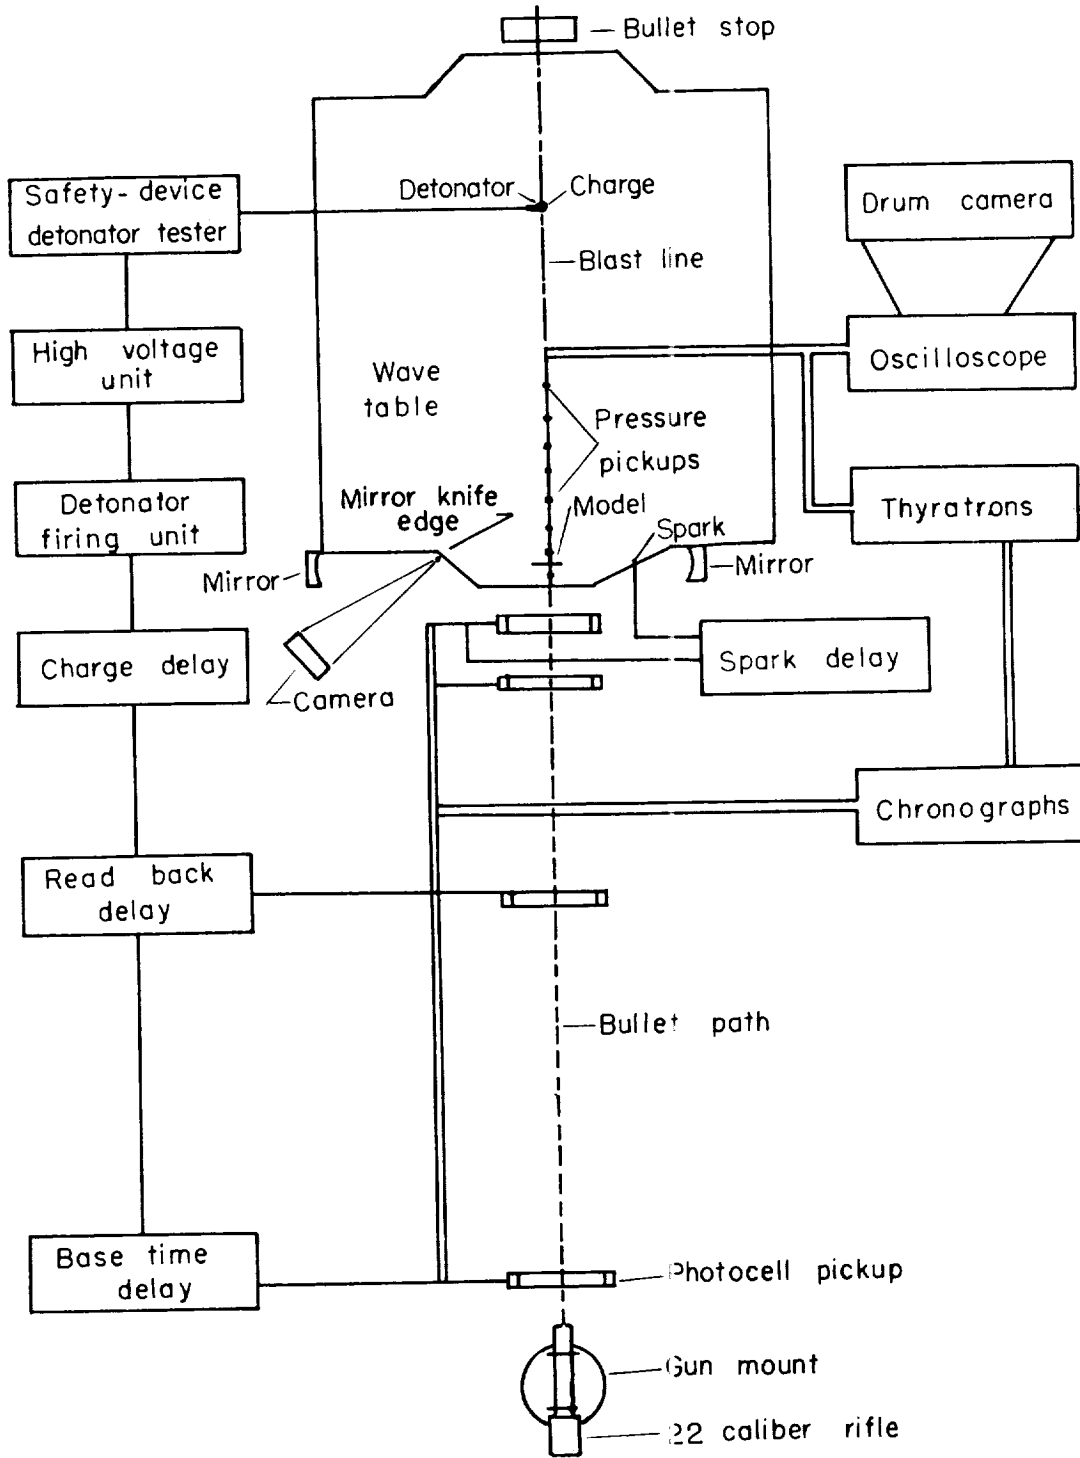 Bullet stop
Safety-device
detonator tester
Detonator
Charge
Drum camera
Blast line
High voltage
unit
Oscilloscope
Wave
table
Pressure
pickups
Detonator
firing unit
Mirror knife
edge
Model
Spark
Thyratrons
Mirror
Mirror
Charge delay
Camera
Spark delay
Chronographs
Read back
delay
Bullet path
Base time
delay
Photocell pickup
Gun mount
22 caliber rifle